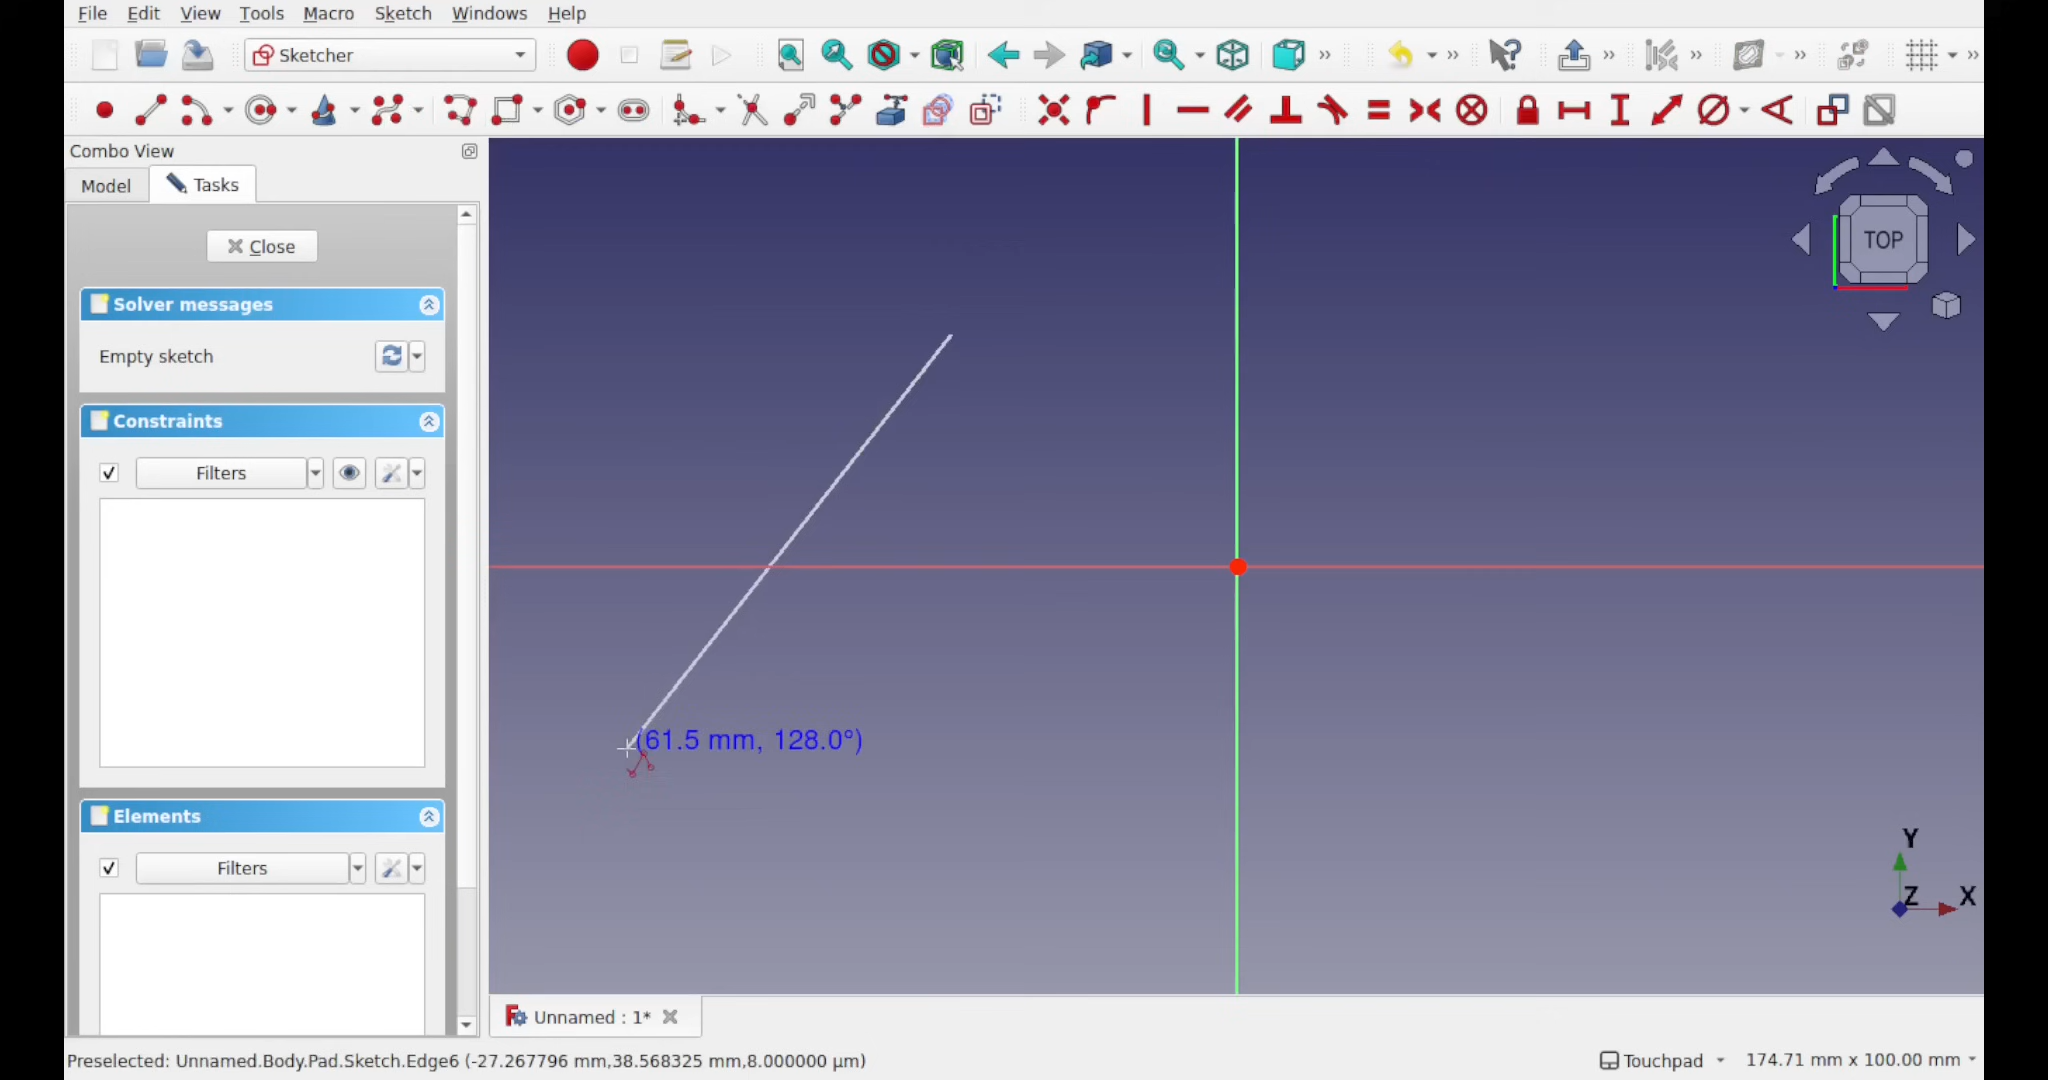 File Edit View Tools Macro Sketch Windows Help
Sketcher
Combo View
Model Tasks
TOP
Close
Solver messages
Empty sketch
Constraints
Filters
(61.5 mm, 128.0°)
Elements
Filters
Y
Z X
Unnamed : 1*
Preselected: Unnamed.Body.Pad.Sketch.Edge6 (-27.267796 mm,38.568325 mm,8.000000 µm)
Touchpad 174.71 mm x 100.00 mm